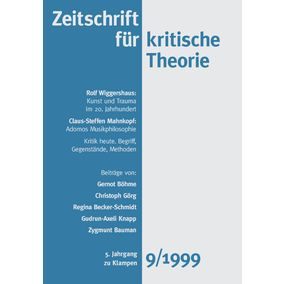 Zeitschrift
für kritische
Theorie
Rolf Wiggershaus:
Kunst und Trauma
im 20. Jahrhundert
Claus-Steffen Mahnkopf:
Adornos Musikphilosophie
Kritik heute. Begriff,
Gegenstände, Methoden
Beiträge von:
Gernot Böhme
Christoph Görg
Regina Becker-Schmidt
Gudrun-Axeli Knapp
Zygmunt Bauman
5. Jahrgang
zu Klampen
9/1999